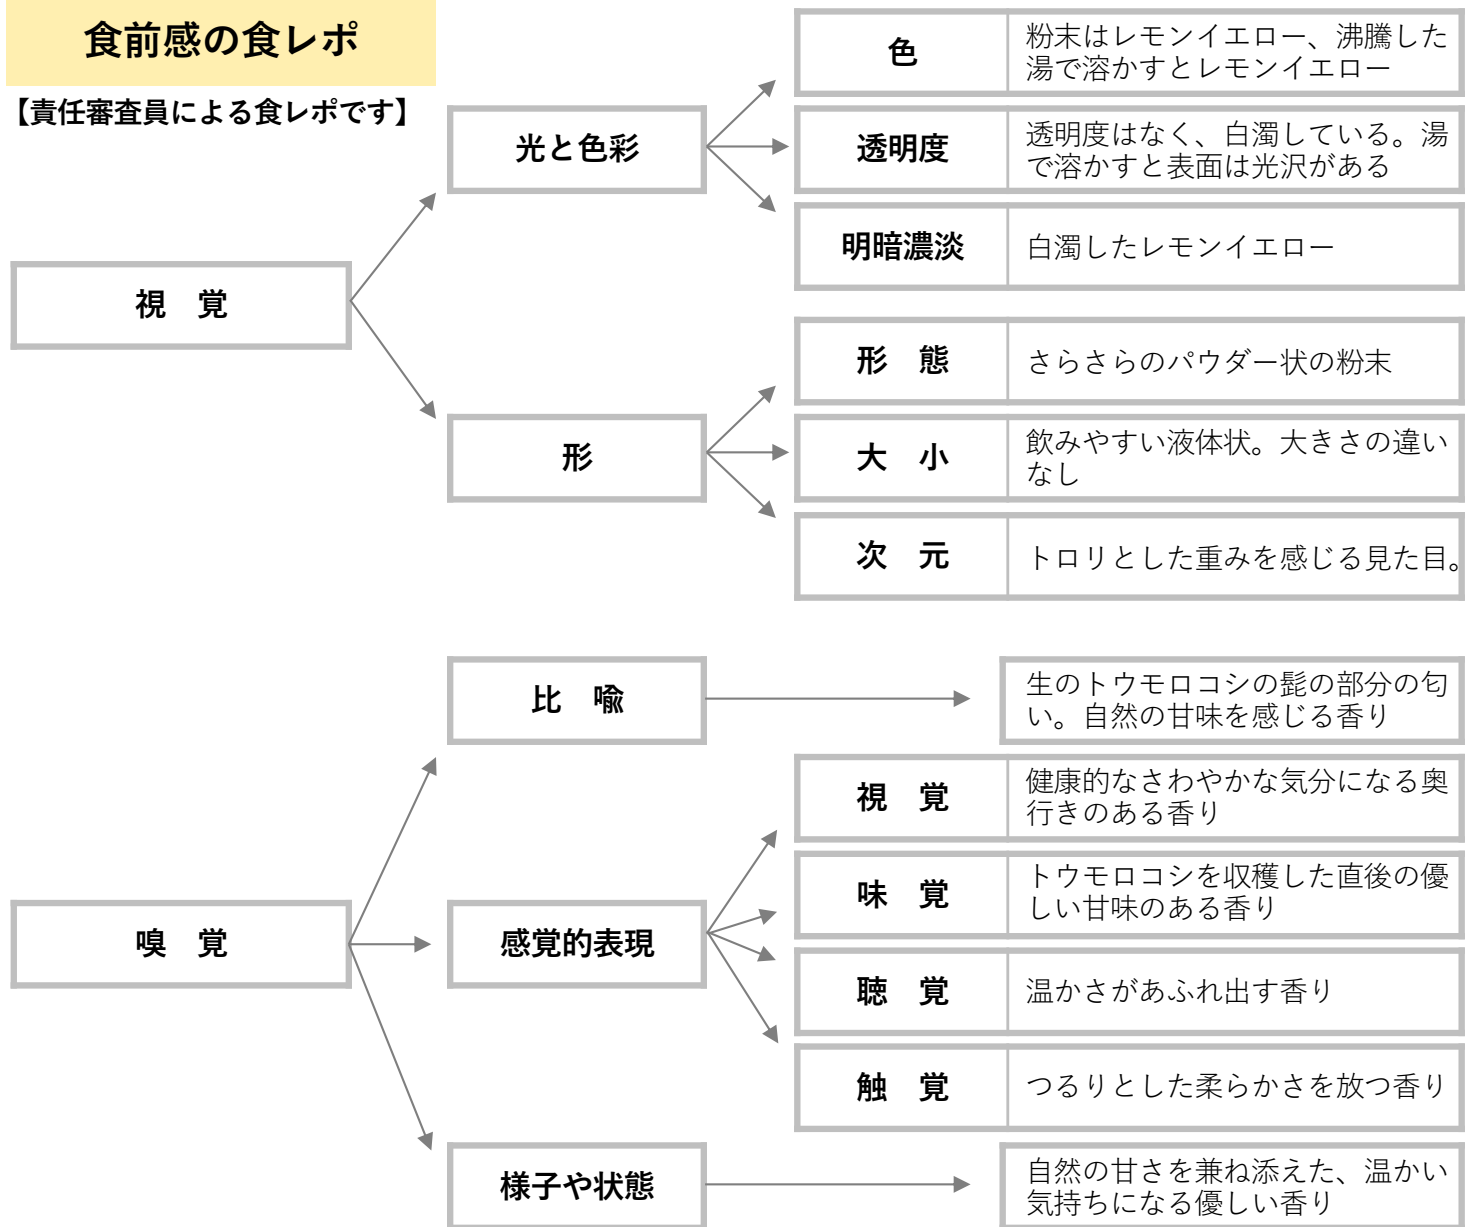 食前感の食レポ
【責任審査員による食レポです】
視　覚
光と色彩
色
粉末はレモンイエロー、沸騰した
湯で溶かすとレモンイエロー
透明度
透明度はなく、白濁している。湯
で溶かすと表面は光沢がある
明暗濃淡
白濁したレモンイエロー
形
形　態
さらさらのパウダー状の粉末
大　小
飲みやすい液体状。大きさの違い
なし
次　元
トロリとした重みを感じる見た目。
嗅　覚
比　喩
生のトウモロコシの髭の部分の匂
い。自然の甘味を感じる香り
感覚的表現
視　覚
健康的なさわやかな気分になる奥
行きのある香り
味　覚
トウモロコシを収穫した直後の優
しい甘味のある香り
聴　覚
温かさがあふれ出す香り
触　覚
つるりとした柔らかさを放つ香り
様子や状態
自然の甘さを兼ね添えた、温かい
気持ちになる優しい香り